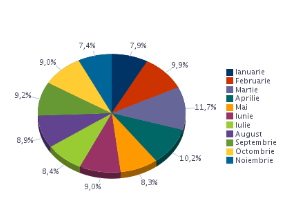 7,4%
7,9%
9,0%
9,9%
9,2%
11,7%
8,9%
10,2%
8,4%
9,0%
8,3%
Ianuarie
Februarie
Martie
Aprilie
Mai
Iunie
Iulie
August
Septembrie
Octombrie
Noiembrie